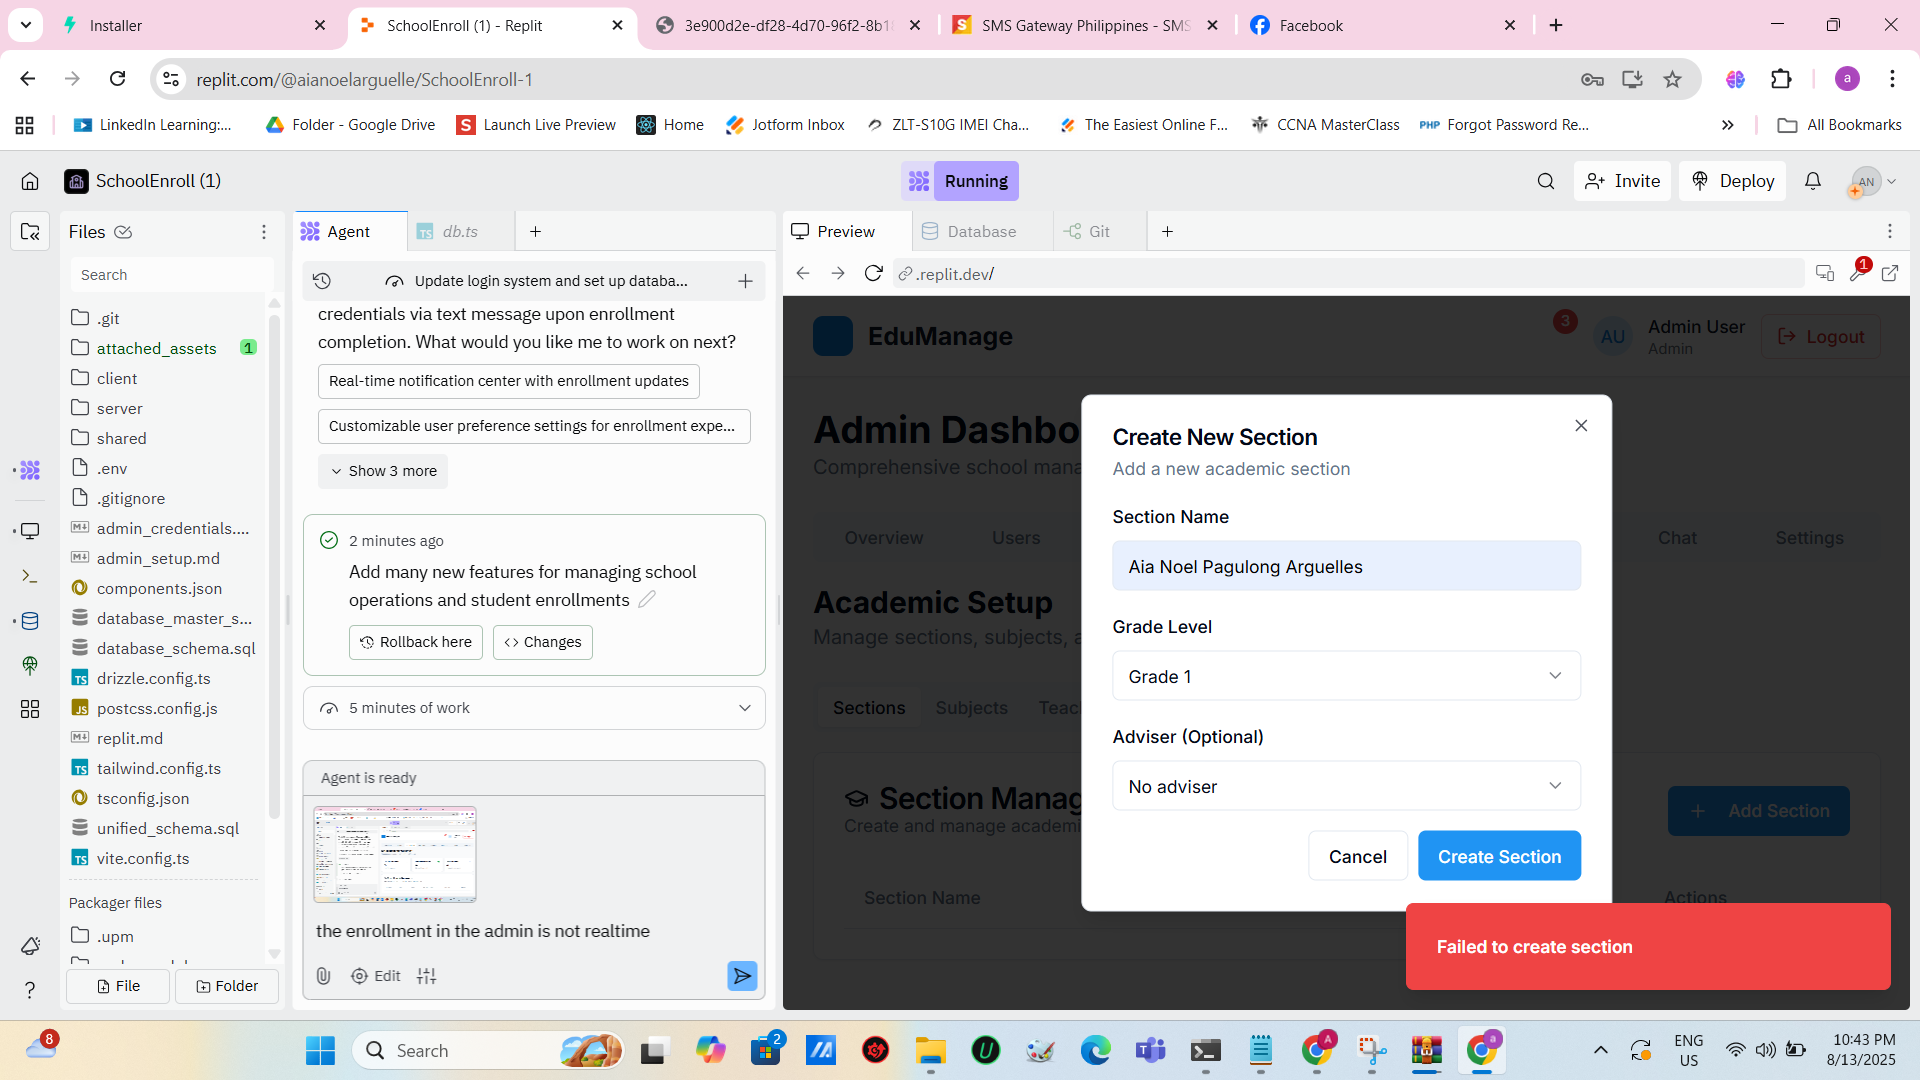 Installer
SchoolEnroll (1) - Replit
3e900d2e-df28-4d70-96f2-8b1
SMS Gateway Philippines - SMS
Facebook
replit.com/@aianoelarguelle/SchoolEnroll-1
a
LinkedIn Learning:...
Folder - Google Drive
Launch Live Preview
Home
Jotform Inbox
ZLT-S10G IMEI Cha...
The Easiest Online F...
CCNA MasterClass
PHP Forgot Password Re...
All Bookmarks
SchoolEnroll (1)
Running
Invite
Deploy
AN
Files
Search
.git
attached_assets 1
client
server
shared
.env
.gitignore
admin_credentials....
admin_setup.md
components.json
database_master_s...
database_schema.sql
drizzle.config.ts
postcss.config.js
replit.md
tailwind.config.ts
tsconfig.json
unified_schema.sql
vite.config.ts
Packager files
.upm
File
Folder
Agent
db.ts
Update login system and set up databa...
credentials via text message upon enrollment
completion. What would you like me to work on next?
Real-time notification center with enrollment updates
Customizable user preference settings for enrollment expe...
Show 3 more
2 minutes ago
Add many new features for managing school
operations and student enrollments
Rollback here
Changes
5 minutes of work
Agent is ready
the enrollment in the admin is not realtime
Edit
Preview
Database
Git
.replit.dev/
1
EduManage
3
AU
Admin User
Admin
Logout
Admin Dashbo
Comprehensive school mana
Overview
Users
Chat
Settings
Academic Setup
Manage sections, subjects, a
Sections
Subjects
Teac
Section Manag
Create and manage academi
Add Section
Section Name
Actions
Create New Section
Add a new academic section
Section Name
Aia Noel Pagulong Arguelles
Grade Level
Grade 1
Adviser (Optional)
No adviser
Cancel
Create Section
Failed to create section
8
Search
2
ENG
US
10:43 PM
8/13/2025